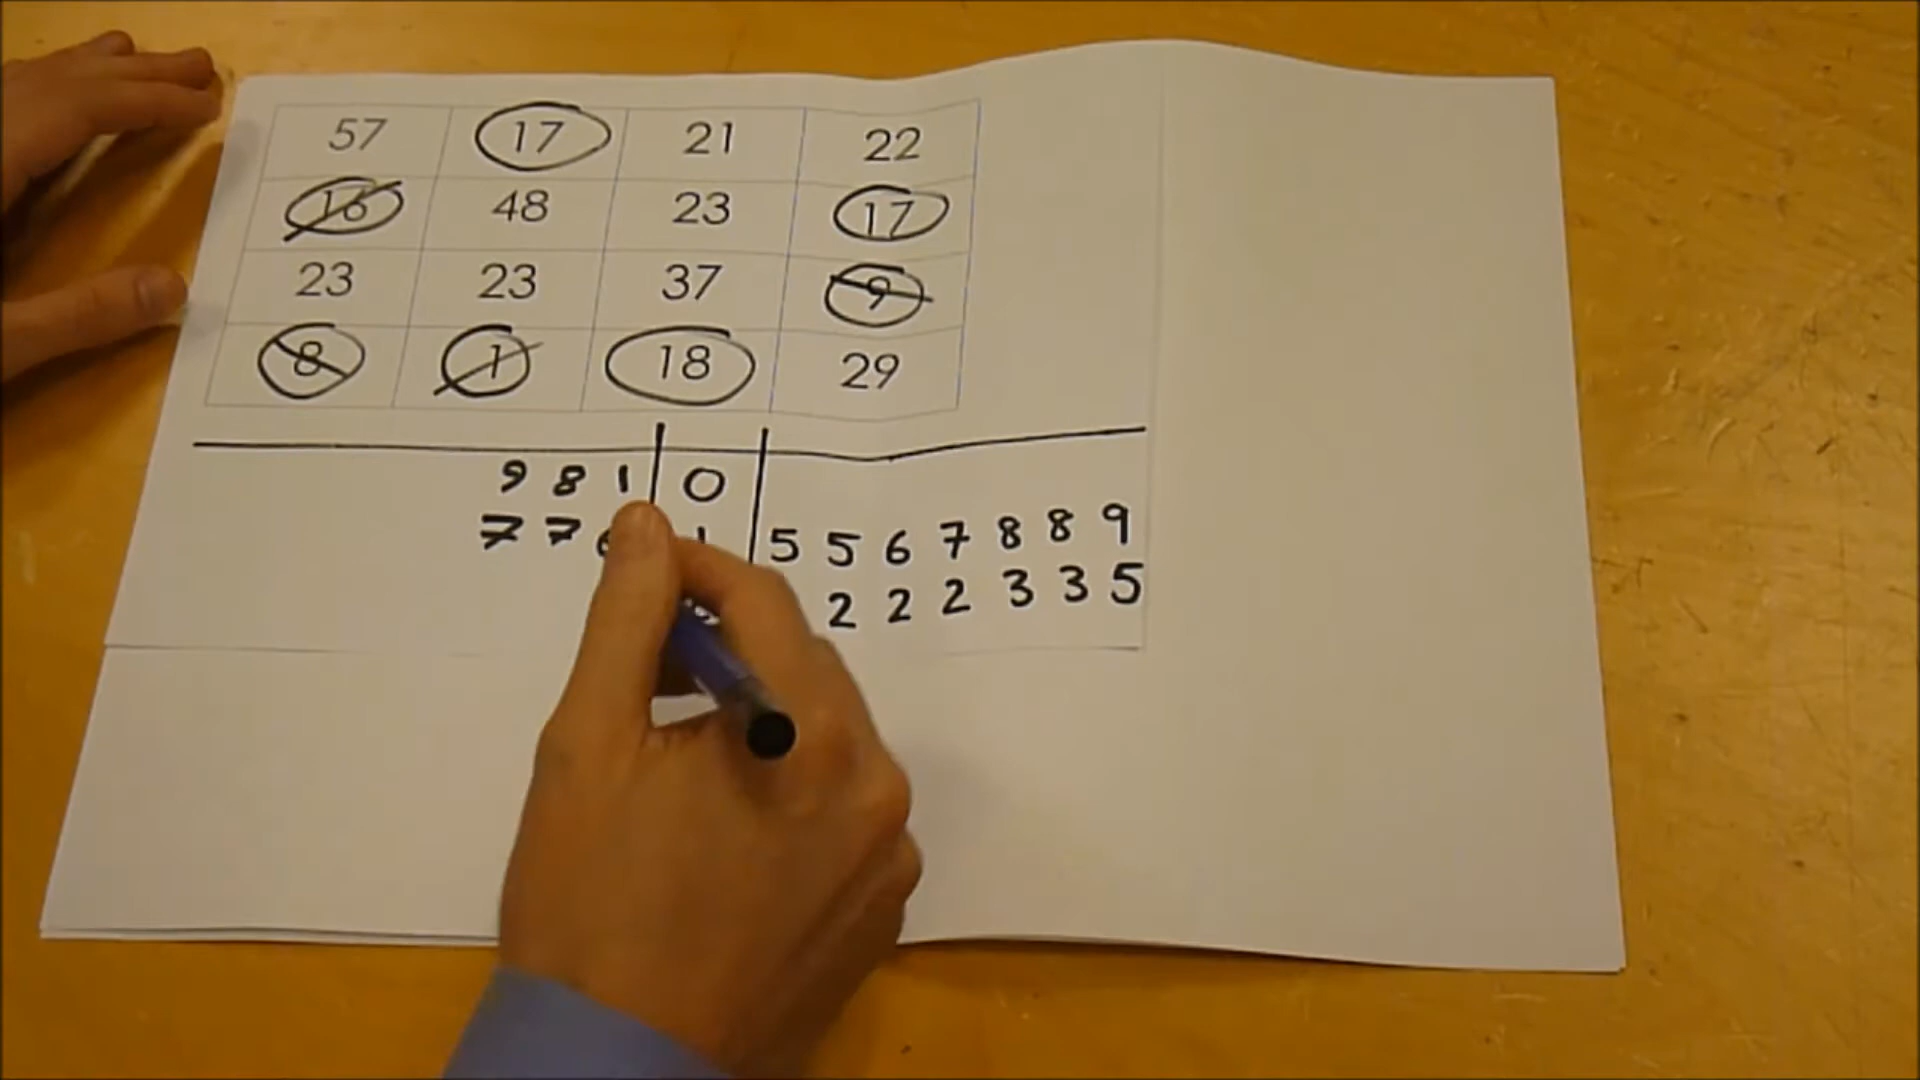 57 17 21 22
16 48 23 17
23 23 37 9
8 1 18 29
9 8 1 0
7 7 5 5 6 7 8 8 9
2 2 2 3 3 5